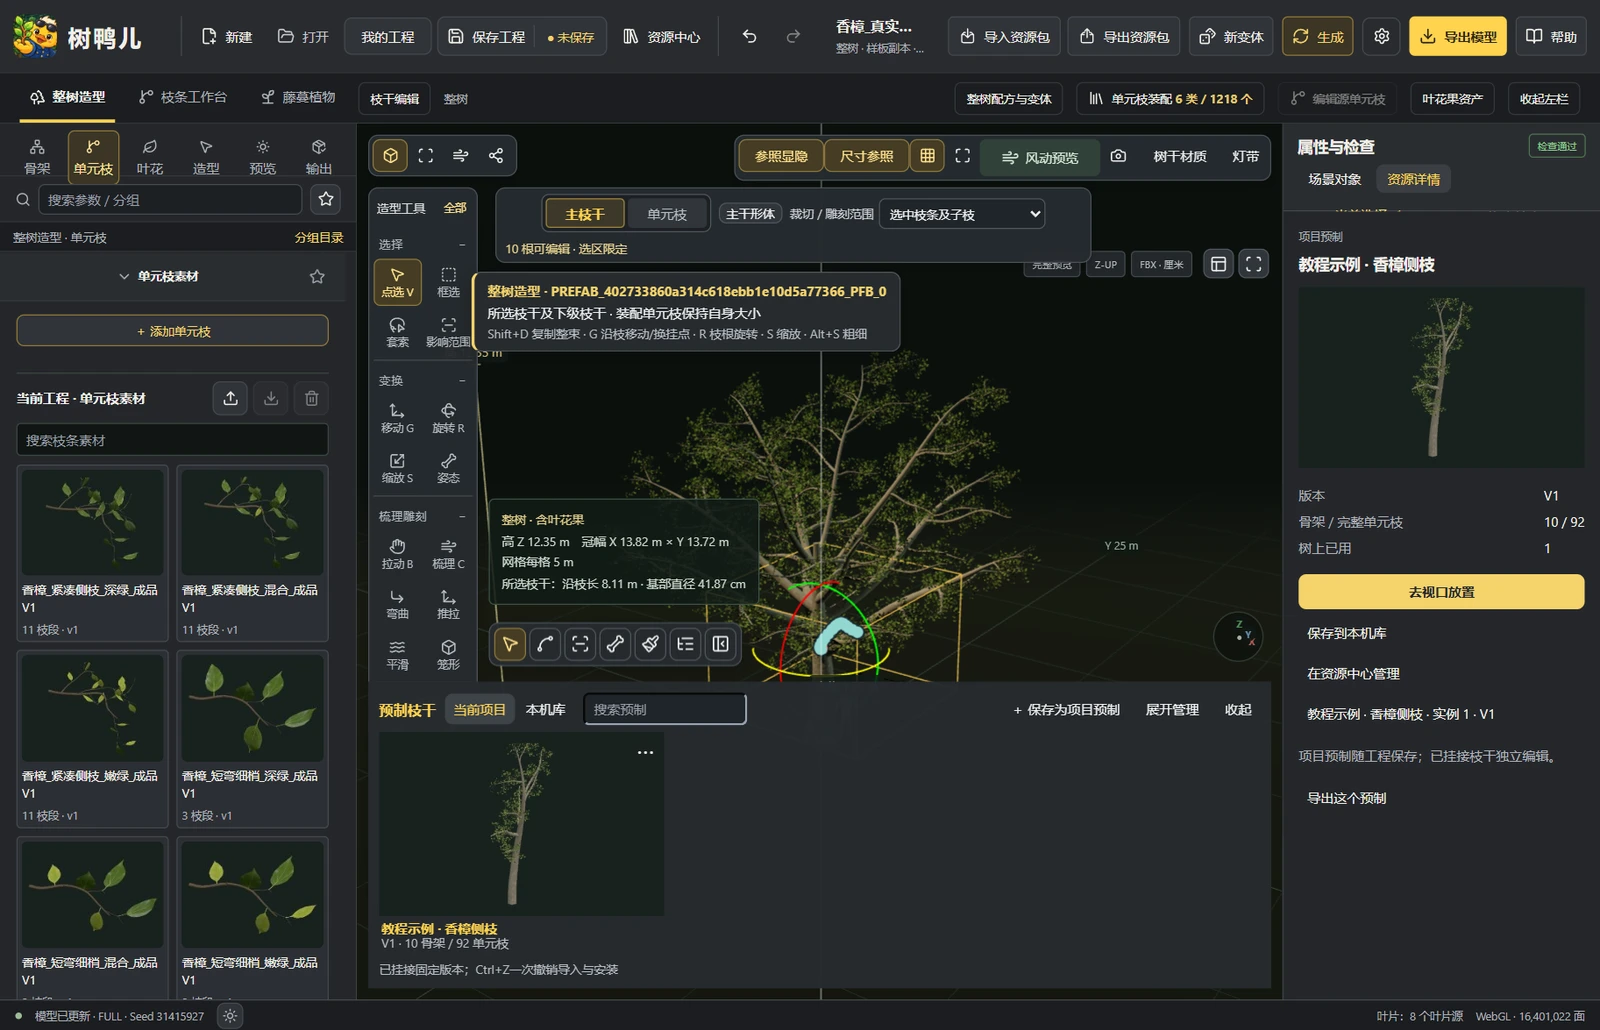 树鸭儿
新建
打开
我的工程
保存工程
未保存
资源中心
香樟_真实...
整树 · 样板副本 ·...
导入资源包
导出资源包
新变体
生成
导出模型
帮助
整树造型
枝条工作台
藤蔓植物
枝干编辑
整树
整树配方与变体
单元枝装配 6 类 / 1218 个
编辑源单元枝
叶花果资产
收起左栏
骨架
单元枝
叶花
造型
预览
输出
搜索参数 / 分组
整树造型 · 单元枝
分组目录
单元枝素材
+ 添加单元枝
当前工程 · 单元枝素材
搜索枝条素材
香樟_紧凑侧枝_深绿_成品 V1
11 枝段 · v1
香樟_紧凑侧枝_混合_成品 V1
11 枝段 · v1
香樟_紧凑侧枝_嫩绿_成品 V1
11 枝段 · v1
香樟_短弯细梢_深绿_成品 V1
3 枝段 · v1
香樟_短弯细梢_混合_成品 V1
香樟_短弯细梢_嫩绿_成品 V1
模型已更新 · FULL · Seed 31415927
参照显隐
尺寸参照
风动预览
树干材质
灯带
造型工具
全部
选择
点选 V
框选
套索
影响范围
变换
移动 G
旋转 R
缩放 S
姿态
梳理雕刻
拉动 B
梳理 C
弯曲
推拉
平滑
笼形
主枝干
单元枝
主干形体
裁切 / 雕刻范围
选中枝条及子枝
10 根可编辑 · 选区限定
完整预览
Z-UP
FBX · 厘米
整树造型 · PREFAB_402733860a314c618ebb1e10d5a77366_PFB_0
所选枝干及下级枝干 · 装配单元枝保持自身大小
Shift+D 复制整束 · G 沿枝移动/换挂点 · R 枝根旋转 · S 缩放 · Alt+S 粗细
整树 · 含叶花果
高 Z 12.35 m 冠幅 X 13.82 m × Y 13.72 m
网格每格 5 m
所选枝干：沿枝长 8.11 m · 基部直径 41.87 cm
Y 25 m
Z
Y
X
预制枝干
当前项目
本机库
搜索预制
+ 保存为项目预制
展开管理
收起
教程示例 · 香樟侧枝
V1 · 10 骨架 / 92 单元枝
已挂接固定版本；Ctrl+Z一次撤销导入与安装
属性与检查
检查通过
场景对象
资源详情
项目预制
教程示例 · 香樟侧枝
版本
V1
骨架 / 完整单元枝
10 / 92
树上已用
1
去视口放置
保存到本机库
在资源中心管理
教程示例 · 香樟侧枝 · 实例 1 · V1
项目预制随工程保存；已挂接枝干独立编辑。
导出这个预制
叶片：8 个叶片源
WebGL · 16,401,022 面